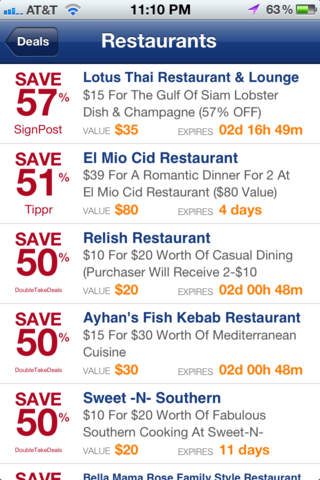 AT&T 11:10 PM 63%
Deals Restaurants
SAVE 57% SignPost
Lotus Thai Restaurant & Lounge
$15 For The Gulf Of Siam Lobster
Dish & Champagne (57% OFF)
VALUE $35 EXPIRES 02d 16h 49m
SAVE 51% Tippr
El Mio Cid Restaurant
$39 For A Romantic Dinner For 2 At
El Mio Cid Restaurant ($80 Value)
VALUE $80 EXPIRES 4 days
SAVE 50% DoubleTakeDeals
Relish Restaurant
$10 For $20 Worth Of Casual Dining
(Purchaser Will Receive 2-$10
VALUE $20 EXPIRES 02d 00h 48m
SAVE 50% DoubleTakeDeals
Ayhan's Fish Kebab Restaurant
$15 For $30 Worth Of Mediterranean
Cuisine
VALUE $30 EXPIRES 02d 00h 48m
SAVE 50% DoubleTakeDeals
Sweet -N- Southern
$10 For $20 Worth Of Fabulous
Southern Cooking At Sweet-N-
VALUE $20 EXPIRES 11 days
SAVE
Bella Mama Rose Family Style Restaurant